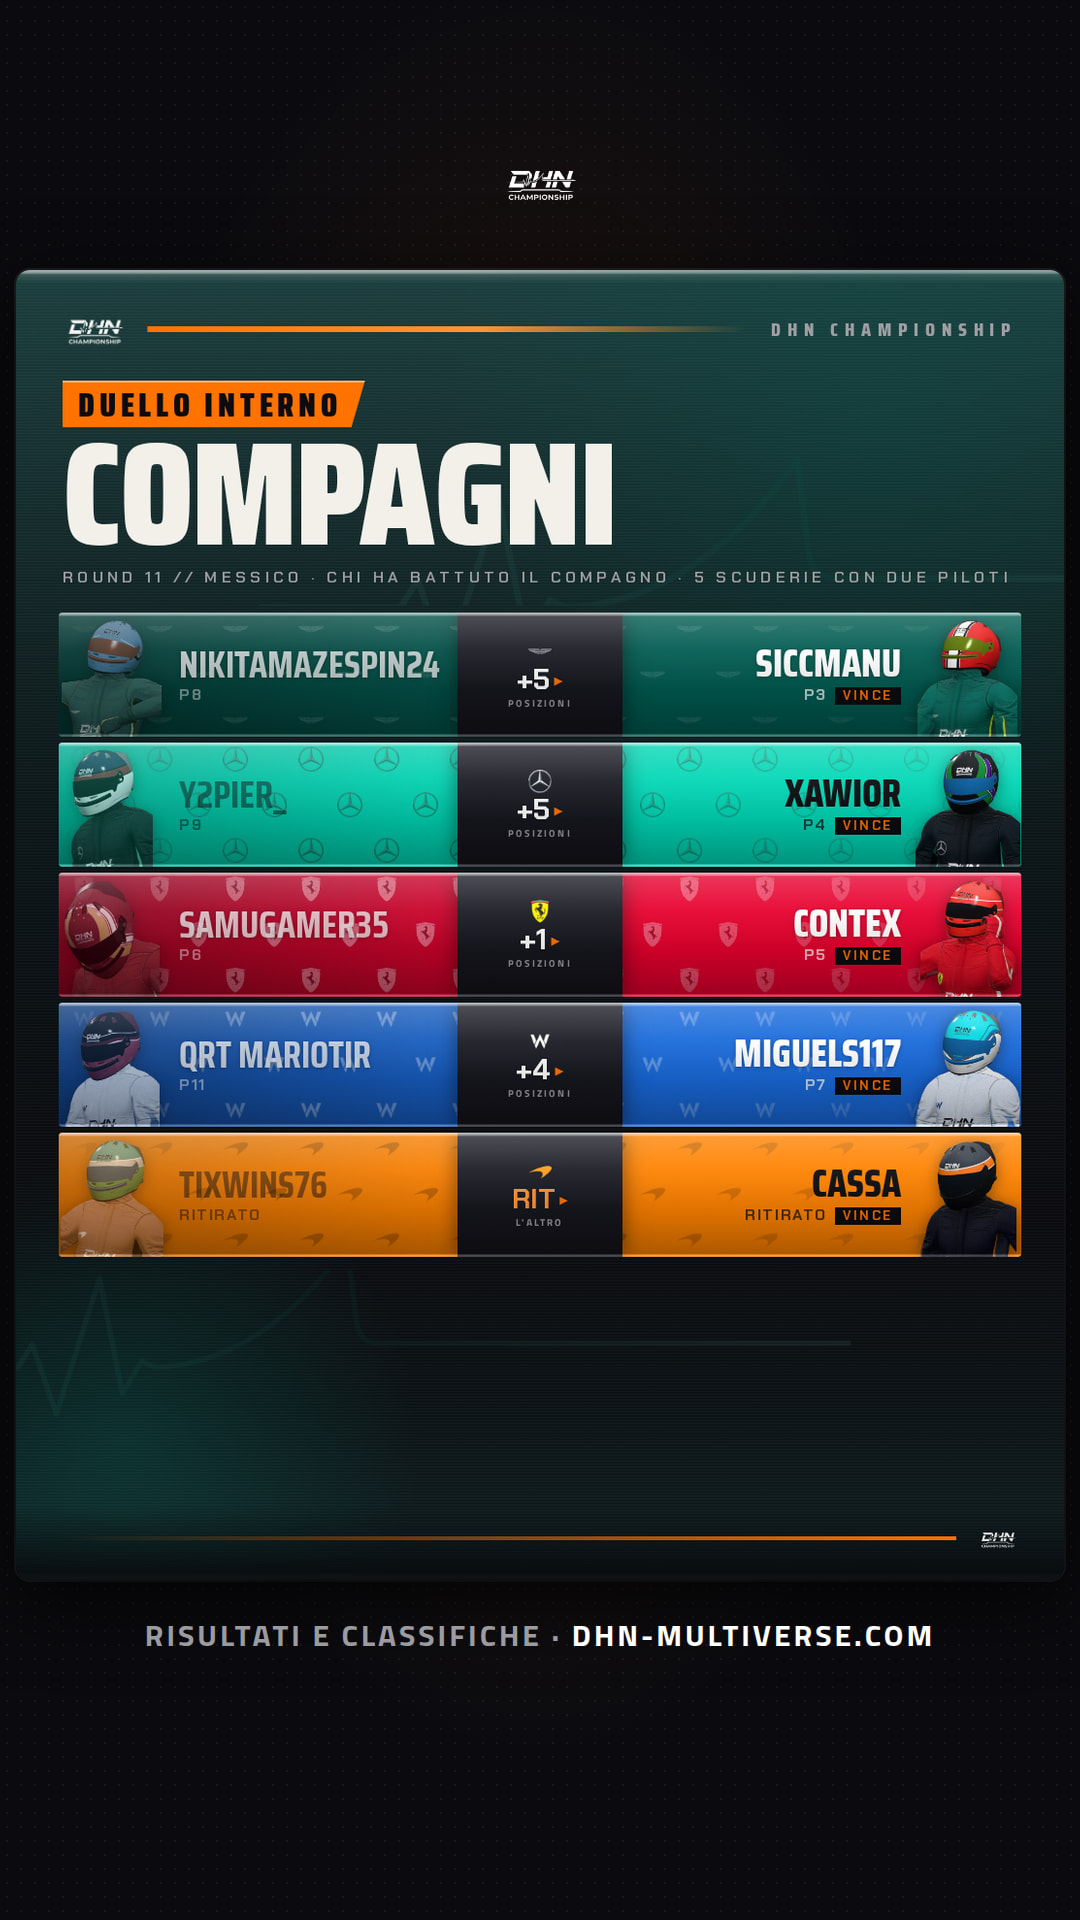 DHN
CHAMPIONSHIP
DHN
CHAMPIONSHIP
DHN CHAMPIONSHIP
DUELLO INTERNO
COMPAGNI
ROUND 11 // MESSICO · CHI HA BATTUTO IL COMPAGNO · 5 SCUDERIE CON DUE PILOTI
NIKITAMAZESPIN24
P8
+5
POSIZIONI
SICCMANU
P3 VINCE
Y2PIER_
P9
+5
POSIZIONI
XAWIOR
P4 VINCE
SAMUGAMER35
P6
+1
POSIZIONI
CONTEX
P5 VINCE
QRT MARIOTIR
P11
W
+4
POSIZIONI
MIGUELS117
P7 VINCE
TIXWINS76
RITIRATO
RIT
L'ALTRO
CASSA
RITIRATO VINCE
DHN
CHAMPIONSHIP
RISULTATI E CLASSIFICHE · DHN-MULTIVERSE.COM